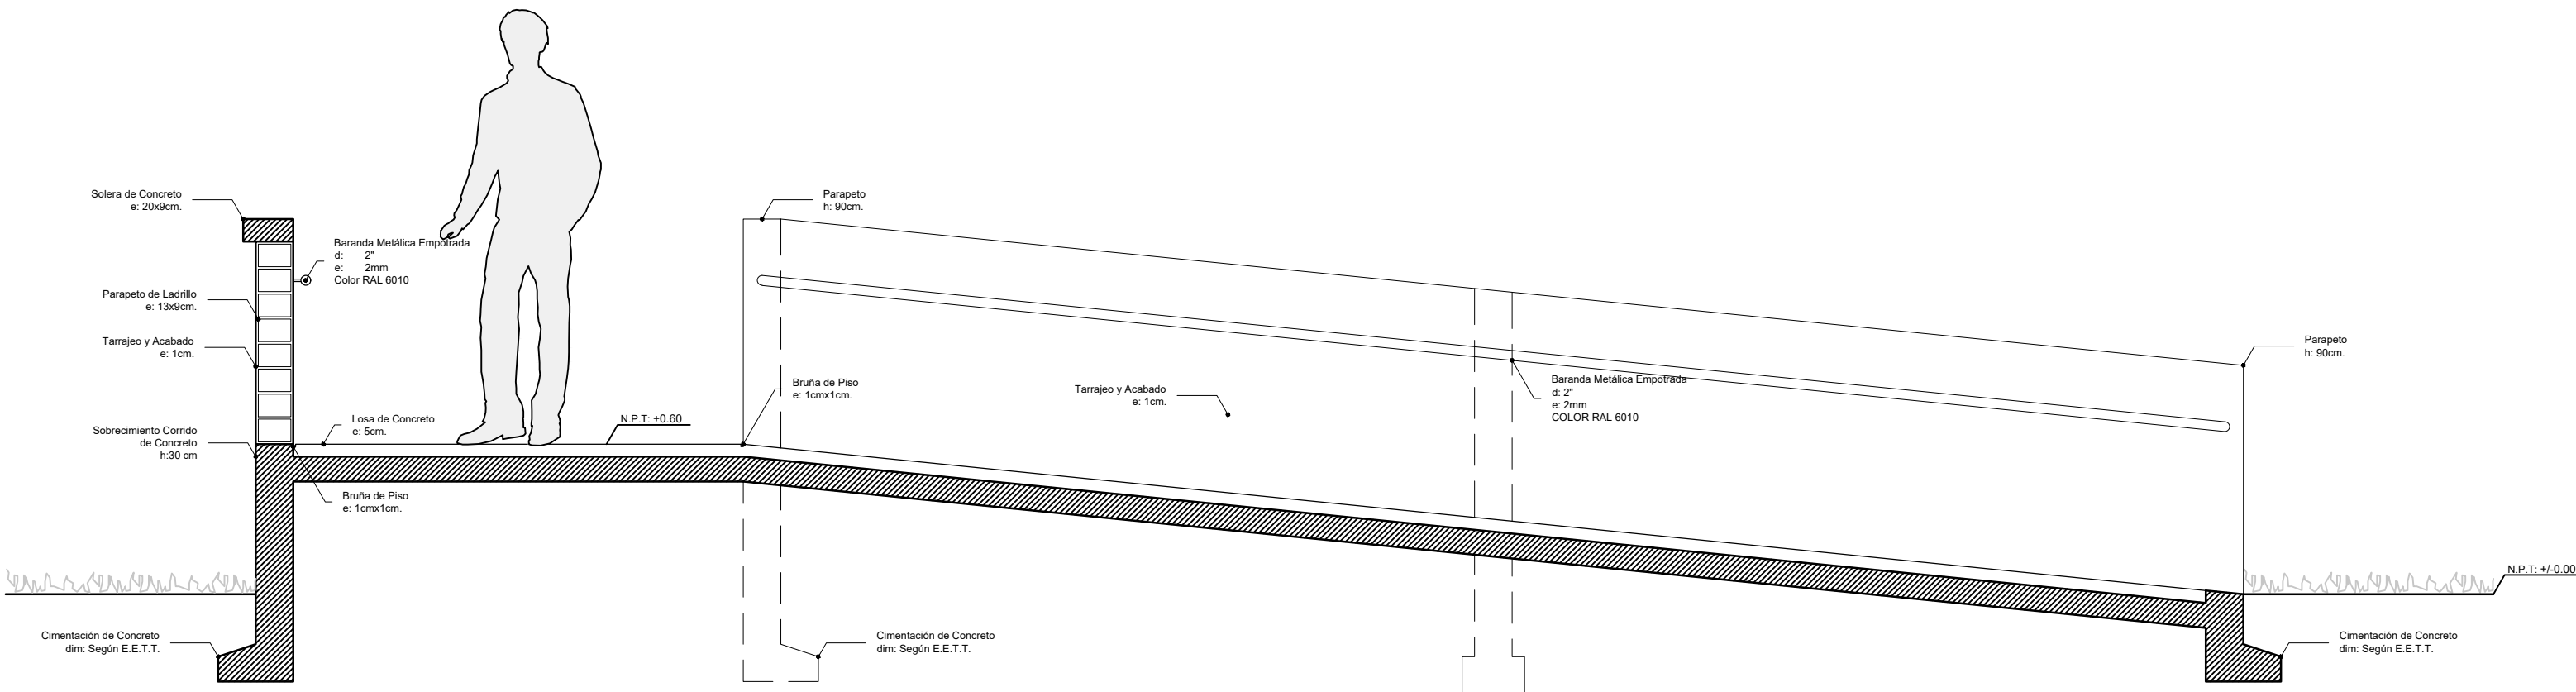 Solera de Concreto
e: 20x9cm.
Baranda Metálica Empotrada
d: 2"
e: 2mm
Color RAL 6010
Parapeto de Ladrillo
e: 13x9cm.
Tarrajeo y Acabado
e: 1cm.
Sobrecimiento Corrido
de Concreto
h:30 cm
Losa de Concreto
e: 5cm.
Bruña de Piso
e: 1cmx1cm.
N.P.T: +0.60
Cimentación de Concreto
dim: Según E.E.T.T.
Parapeto
h: 90cm.
Bruña de Piso
e: 1cmx1cm.
Tarrajeo y Acabado
e: 1cm.
Baranda Metálica Empotrada
d: 2"
e: 2mm
COLOR RAL 6010
Cimentación de Concreto
dim: Según E.E.T.T.
Parapeto
h: 90cm.
N.P.T: +/-0.00
Cimentación de Concreto
dim: Según E.E.T.T.